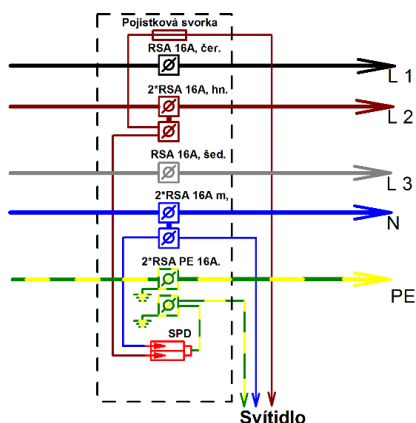 Pojistková svorka
RSA 16A, čer.
L 1
2*RSA 16A, hn.
L 2
RSA 16A, šed.
L 3
2*RSA 16A m,
N
2*RSA PE 16A.
PE
SPD
Svítidlo